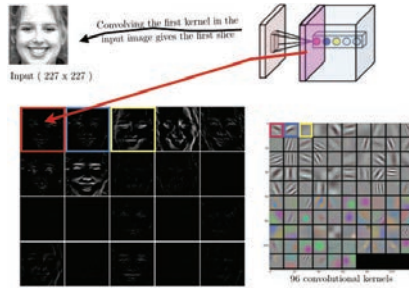 Convolving the first kernel in the
input image gives the first slice
Input ( 227 x 227 )
96 convolutional kernels